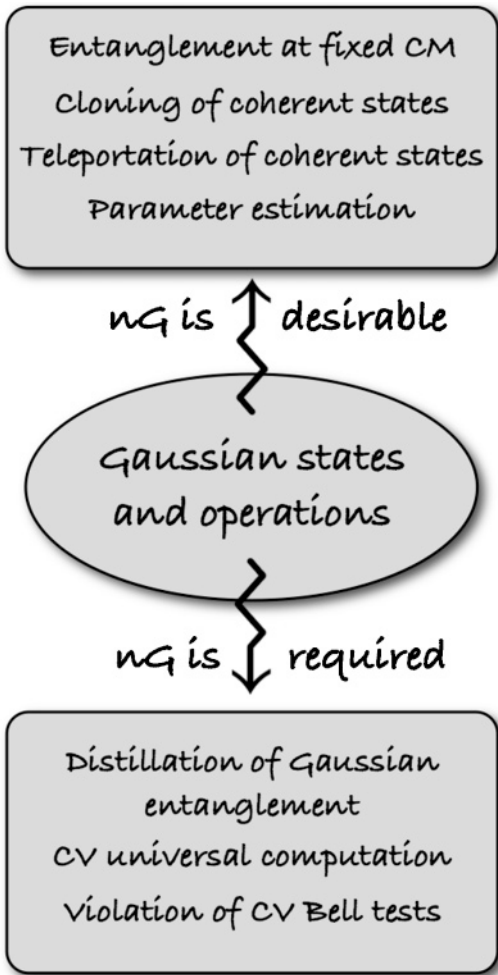 Entanglement at fixed CM
Cloning of coherent states
Teleportation of coherent states
Parameter estimation
nG is desirable
Gaussian states
and operations
nG is required
Distillation of Gaussian
entanglement
CV universal computation
Violation of CV Bell tests